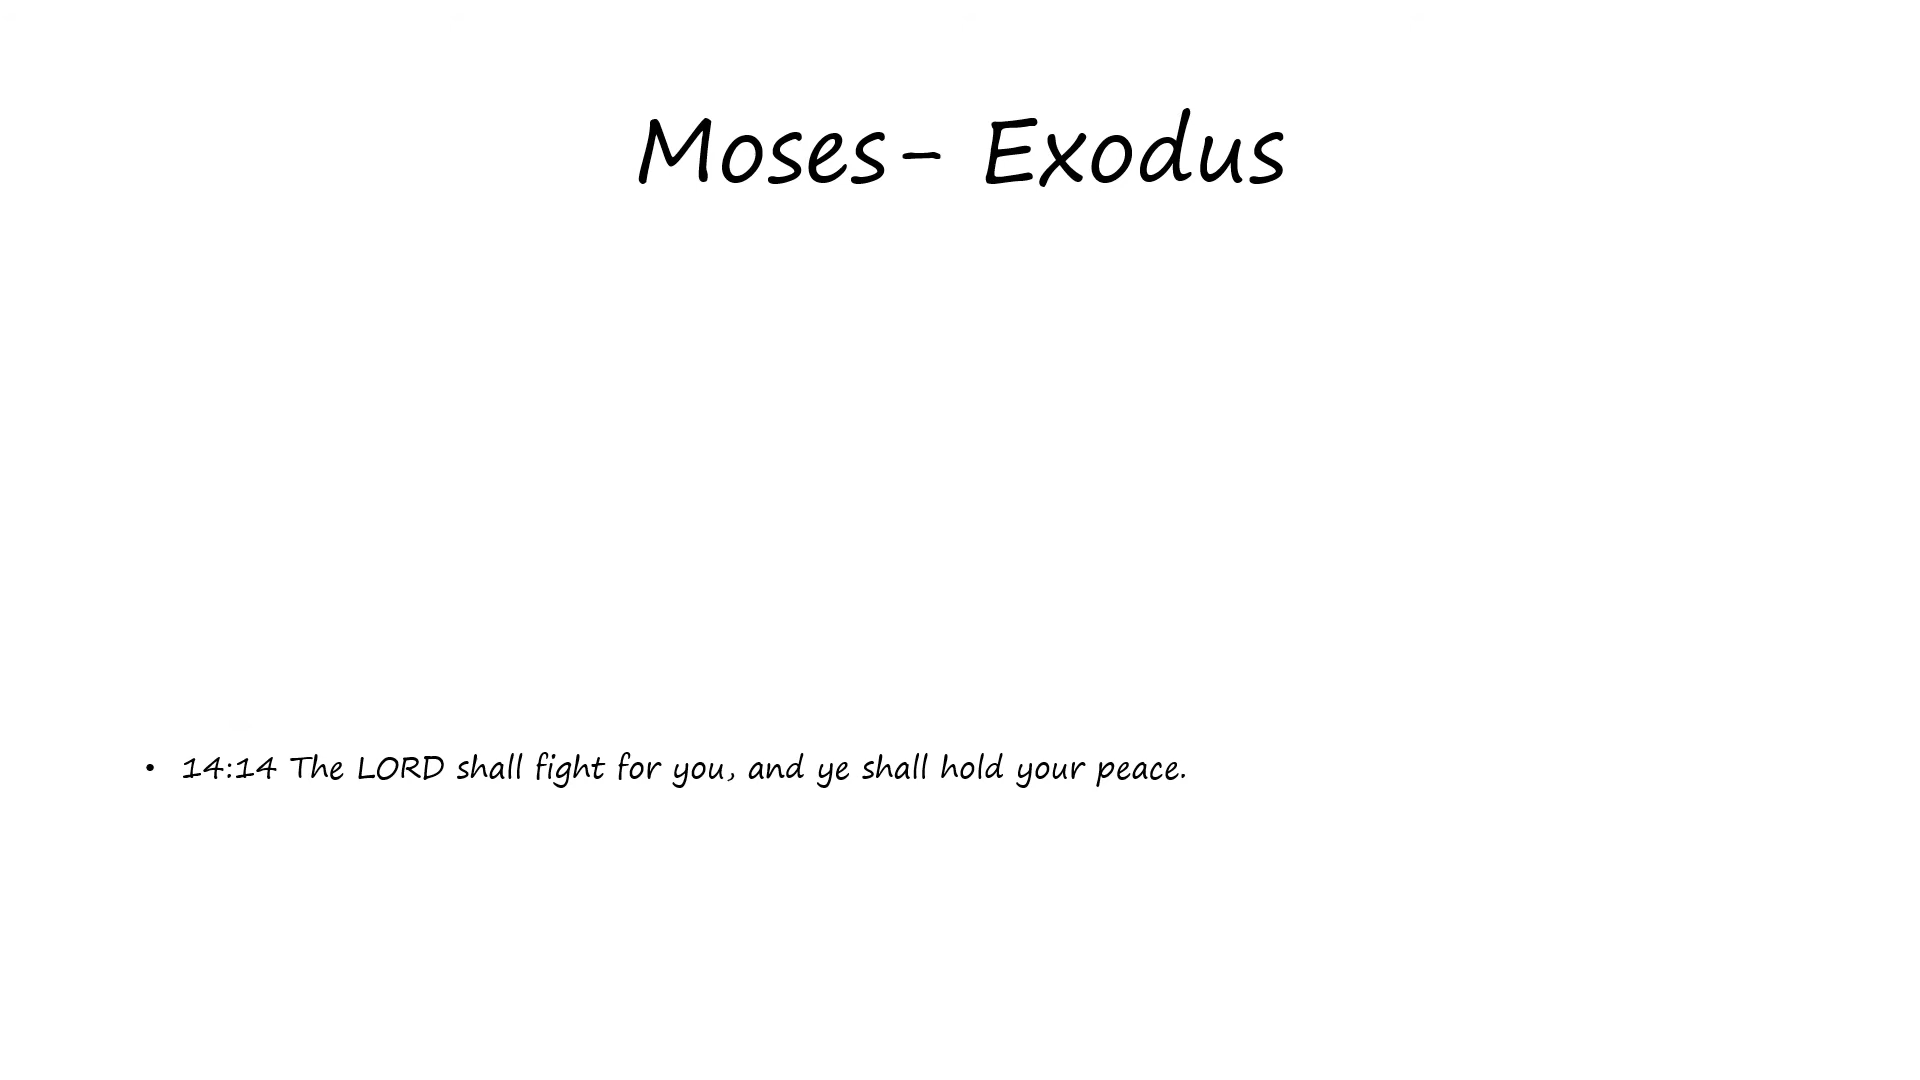 Moses- Exodus
• 14:14 The LORD shall fight for you, and ye shall hold your peace.